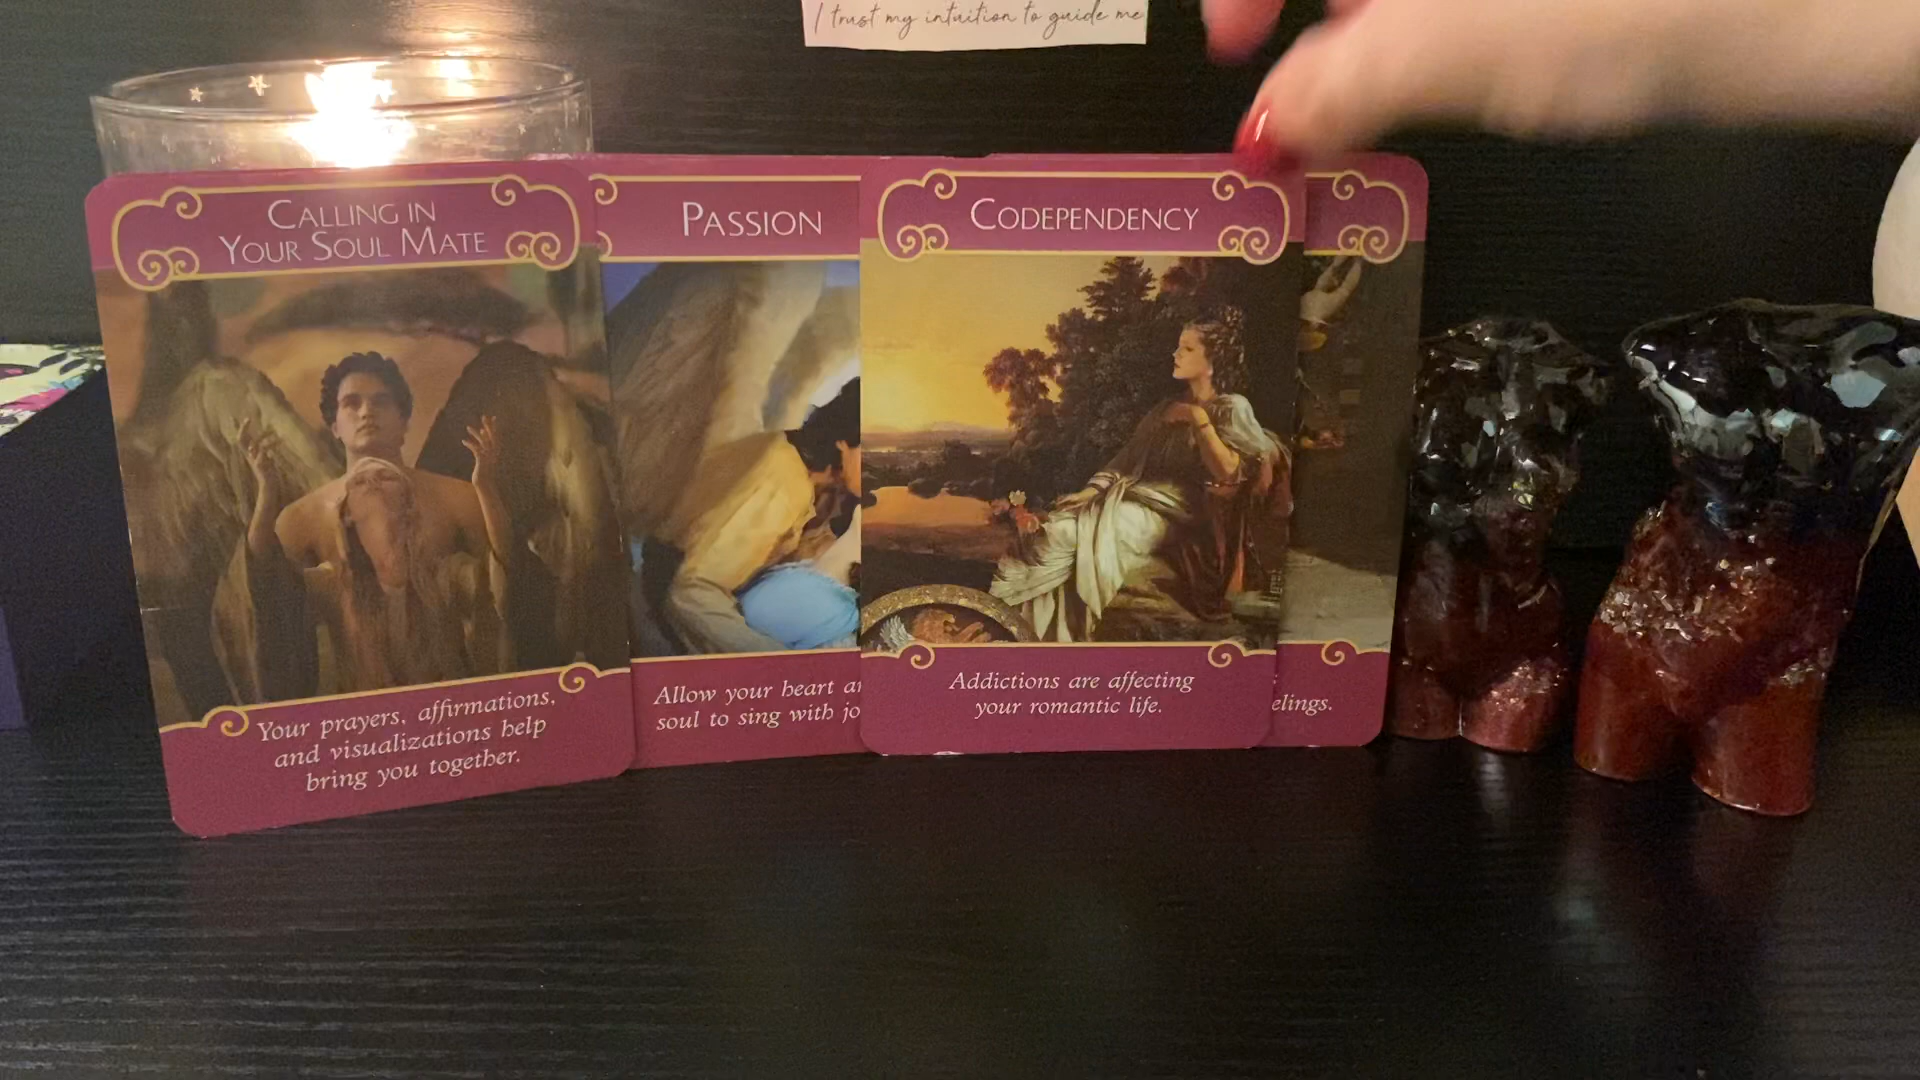 I trust my intuition to guide me
CALLING IN
YOUR SOUL MATE
PASSION
CODEPENDENCY
Your prayers, affirmations,
and visualizations help
bring you together.
Allow your heart
soul to sing with
Addictions are affecting
your romantic life.
elings.